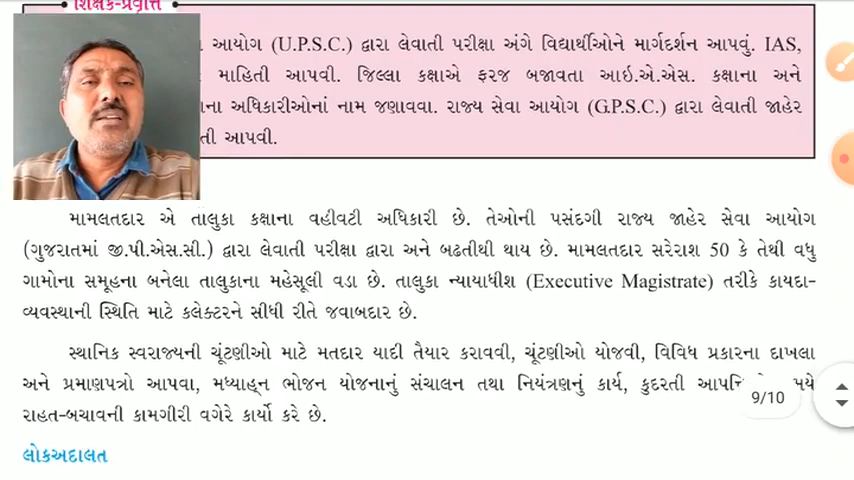 શિક્ષક-પ્રવૃત્તિ
આયોગ (U.P.S.C.) દ્વારા લેવાતી પરીક્ષા અંગે વિદ્યાર્થીઓને માર્ગદર્શન આપવું. IAS,
માહિતી આપવી. જિલ્લા કક્ષાએ ફરજ બજાવતા આઇ.એ.એસ. કક્ષાના અને
અધિકારીઓનાં નામ જણાવવા. રાજ્ય સેવા આયોગ (G.P.S.C.) દ્વારા લેવાતી જાહેર
આપવી.
મામલતદાર એ તાલુકા કક્ષાના વહીવટી અધિકારી છે. તેઓની પસંદગી રાજ્ય જાહેર સેવા આયોગ
(ગુજરાતમાં જી.પી.એસ.સી.) દ્વારા લેવાતી પરીક્ષા દ્વારા અને બઢતીથી થાય છે. મામલતદાર સરેરાશ 50 કે તેથી વધુ
ગામોના સમૂહના બનેલા તાલુકાના મહેસૂલી વડા છે. તાલુકા ન્યાયાધીશ (Executive Magistrate) તરીકે કાયદા-
વ્યવસ્થાની સ્થિતિ માટે કલેક્ટરને સીધી રીતે જવાબદાર છે.
સ્થાનિક સ્વરાજ્યની ચૂંટણીઓ માટે મતદાર યાદી તૈયાર કરાવવી, ચૂંટણીઓ યોજવી, વિવિધ પ્રકારના દાખલા
અને પ્રમાણપત્રો આપવા, મધ્યાહ્ન ભોજન યોજનાનું સંચાલન તથા નિયંત્રણનું કાર્ય, કુદરતી
રાહત-બચાવની કામગીરી વગેરે કાર્યો કરે છે.
9/10
લોકઅદાલત